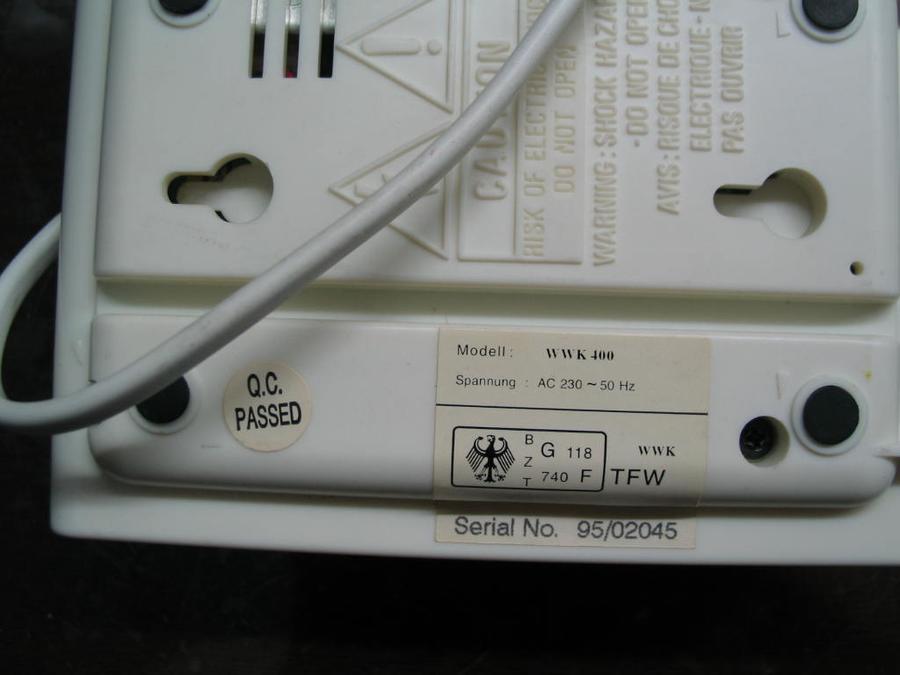 CAUTION
RISK OF ELECTRIC
DO NOT OPEN
WARNING: SHOCK HAZARD
- DO NOT OPEN
AVIS: RISQUE DE CHOC
ELECTRIQUE - N
PAS OUVRIR
Q.C.
PASSED
Modell: WWK 400
Spannung : AC 230 ~ 50 Hz
BZT G 118 WWK
740 F TFW
Serial No. 95/02045